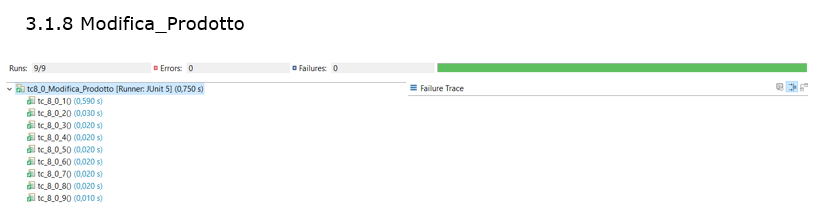 3.1.8 Modifica_Prodotto
Runs: 9/9 Errors: 0 Failures: 0
tc8_0_Modifica_Prodotto [Runner: JUnit 5] (0,750 s)
Failure Trace
tc_8_0_1() (0,590 s)
tc_8_0_2() (0,030 s)
tc_8_0_3() (0,020 s)
tc_8_0_4() (0,020 s)
tc_8_0_5() (0,020 s)
tc_8_0_6() (0,020 s)
tc_8_0_7() (0,020 s)
tc_8_0_8() (0,020 s)
tc_8_0_9() (0,010 s)